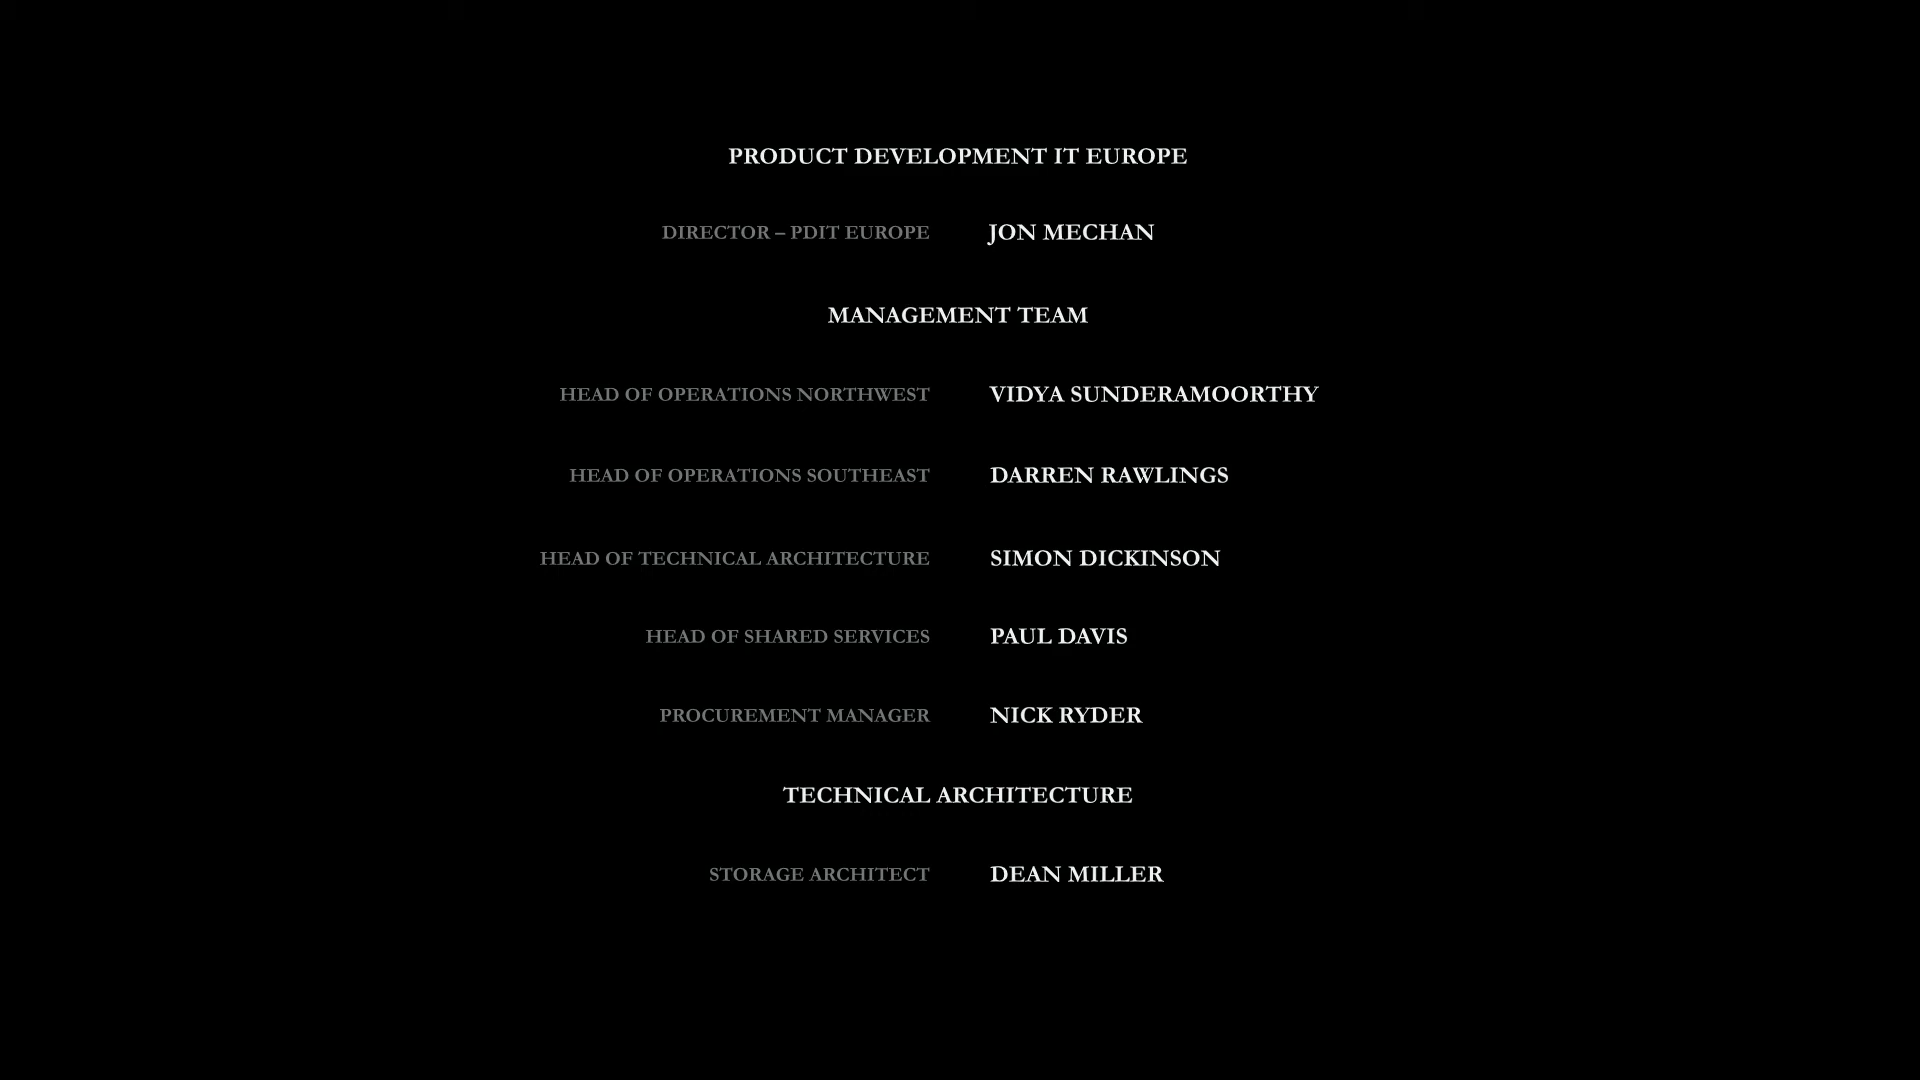 PRODUCT DEVELOPMENT IT EUROPE
DIRECTOR – PDIT EUROPE JON MECHAN
MANAGEMENT TEAM
HEAD OF OPERATIONS NORTHWEST VIDYA SUNDERAMOORTHY
HEAD OF OPERATIONS SOUTHEAST DARREN RAWLINGS
HEAD OF TECHNICAL ARCHITECTURE SIMON DICKINSON
HEAD OF SHARED SERVICES PAUL DAVIS
PROCUREMENT MANAGER NICK RYDER
TECHNICAL ARCHITECTURE
STORAGE ARCHITECT DEAN MILLER